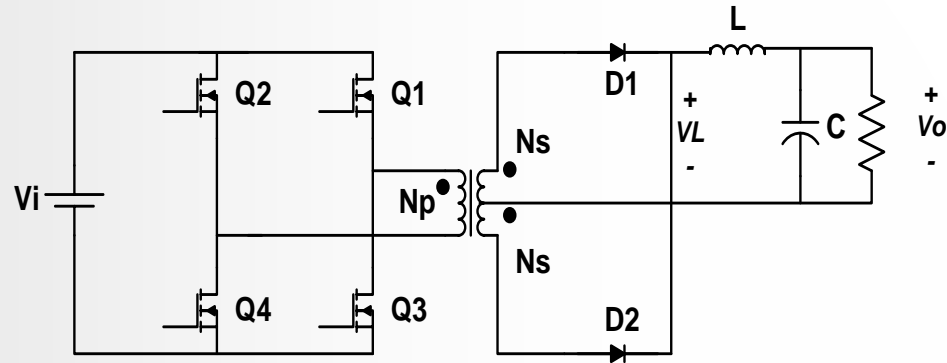 L
Q2
Q1
D1
+
VL
-
C
+
Vo
-
Ns
Vi
Np
Ns
Q4
Q3
D2